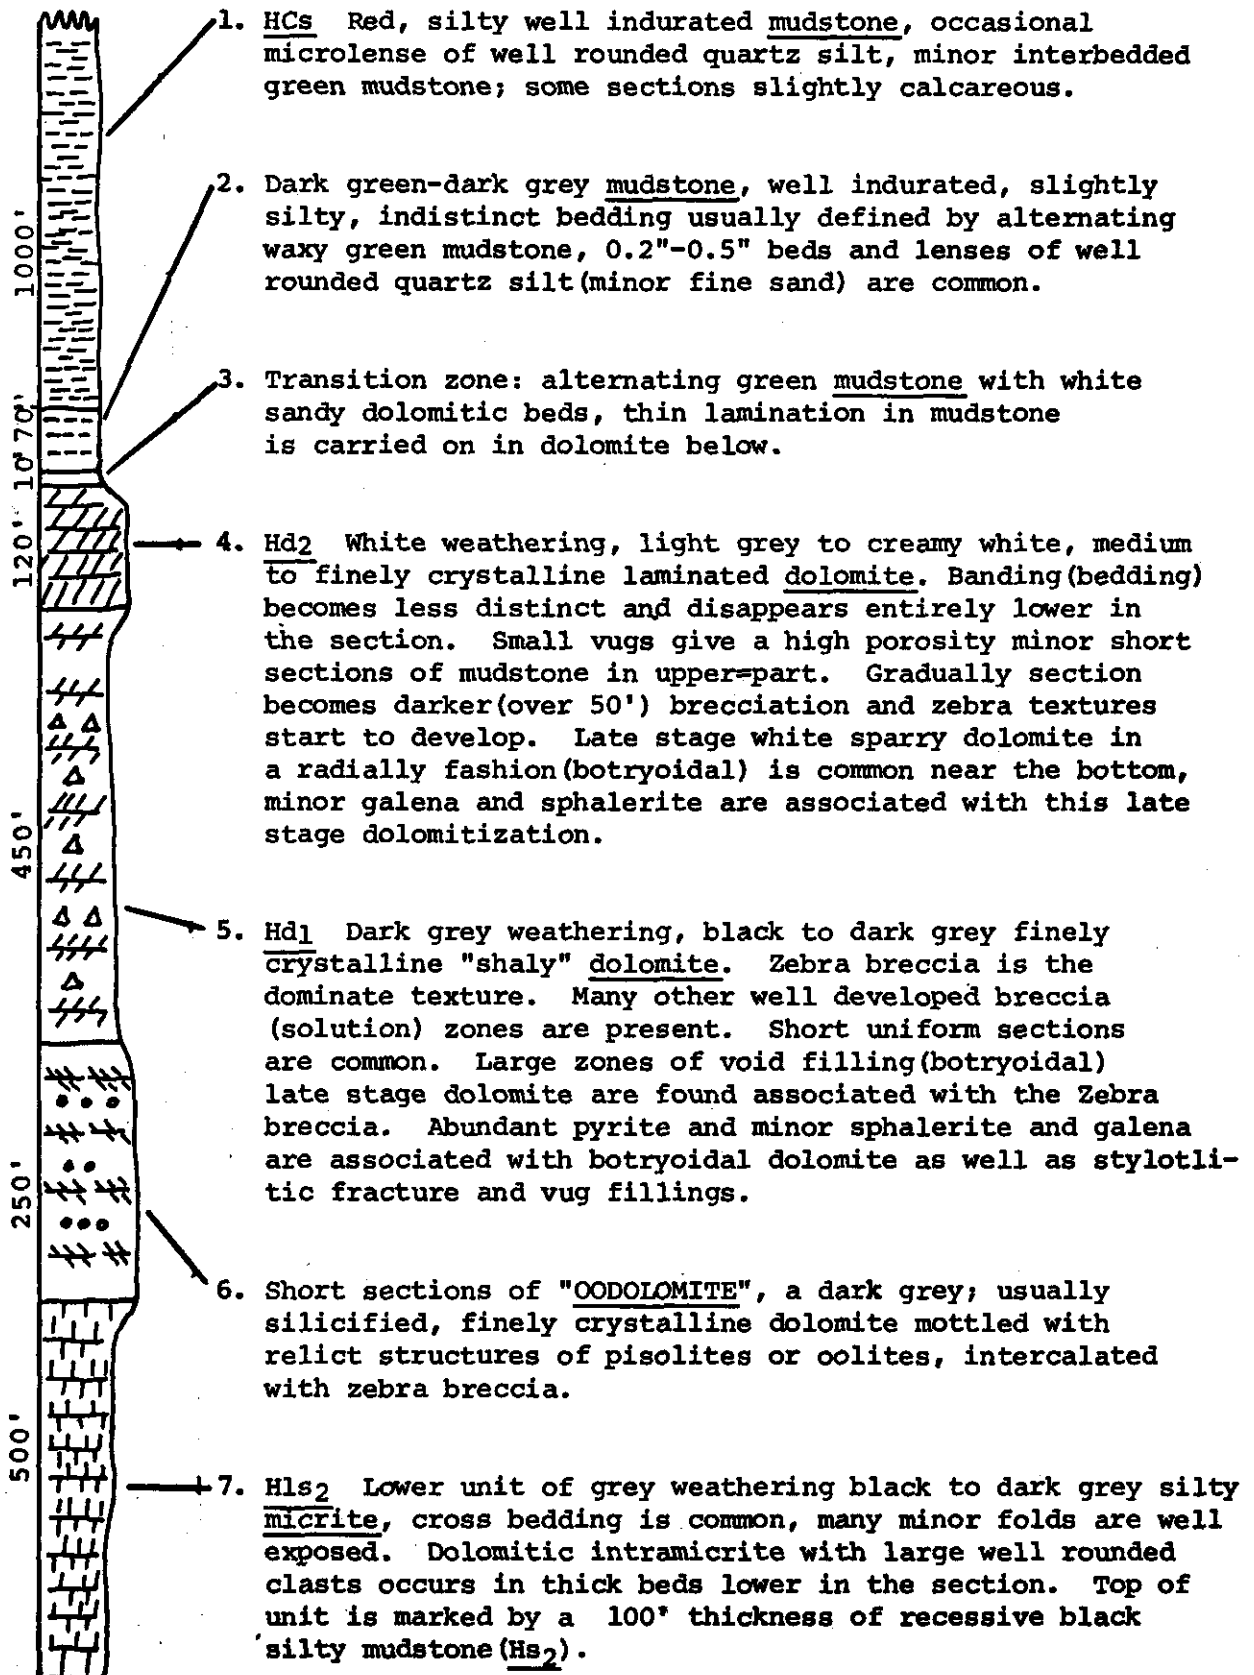 1. HCs Red, silty well indurated mudstone, occasional
microlense of well rounded quartz silt, minor interbedded
green mudstone; some sections slightly calcareous.
2. Dark green-dark grey mudstone, well indurated, slightly
silty, indistinct bedding usually defined by alternating
waxy green mudstone, 0.2"-0.5" beds and lenses of well
rounded quartz silt(minor fine sand) are common.
1000'
3. Transition zone: alternating green mudstone with white
sandy dolomitic beds, thin lamination in mudstone
is carried on in dolomite below.
70'
10'
4. Hd2 White weathering, light grey to creamy white, medium
to finely crystalline laminated dolomite. Banding(bedding)
becomes less distinct and disappears entirely lower in
the section. Small vugs give a high porosity minor short
sections of mudstone in upper=part. Gradually section
becomes darker(over 50') brecciation and zebra textures
start to develop. Late stage white sparry dolomite in
a radially fashion(botryoidal) is common near the bottom,
minor galena and sphalerite are associated with this late
stage dolomitization.
120'
450'
5. Hd1 Dark grey weathering, black to dark grey finely
crystalline "shaly" dolomite. Zebra breccia is the
dominate texture. Many other well developed breccia
(solution) zones are present. Short uniform sections
are common. Large zones of void filling(botryoidal)
late stage dolomite are found associated with the Zebra
breccia. Abundant pyrite and minor sphalerite and galena
are associated with botryoidal dolomite as well as stylotli-
tic fracture and vug fillings.
250'
6. Short sections of "OODOLOMITE", a dark grey; usually
silicified, finely crystalline dolomite mottled with
relict structures of pisolites or oolites, intercalated
with zebra breccia.
500'
7. Hls2 Lower unit of grey weathering black to dark grey silty
micrite, cross bedding is common, many minor folds are well
exposed. Dolomitic intramicrite with large well rounded
clasts occurs in thick beds lower in the section. Top of
unit is marked by a 100' thickness of recessive black
silty mudstone(Hs2).